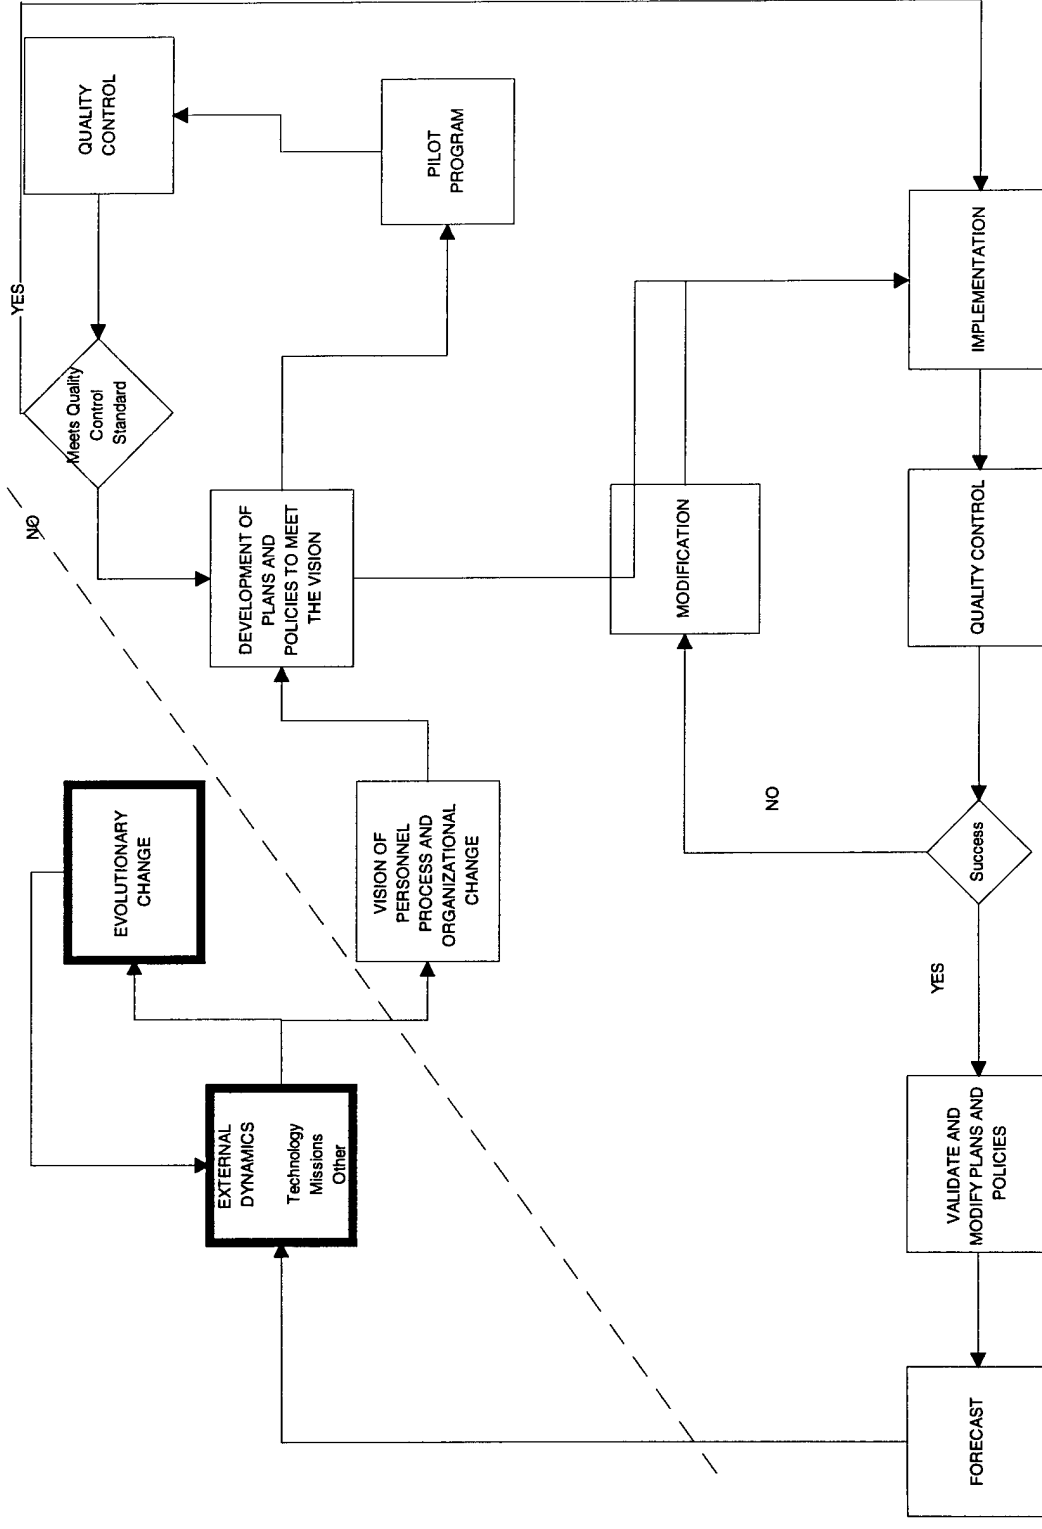 EXTERNAL
DYNAMICS
Technology
Missions
Other
EVOLUTIONARY
CHANGE
VISION OF
PERSONNEL
PROCESS AND
ORGANIZATIONAL
CHANGE
NO
DEVELOPMENT OF
PLANS AND
POLICIES TO MEET
THE VISION
Meets Quality
Control
Standard
YES
QUALITY
CONTROL
PILOT
PROGRAM
MODIFICATION
NO
FORECAST
VALIDATE AND
MODIFY PLANS AND
POLICIES
YES
Success
QUALITY CONTROL
IMPLEMENTATION